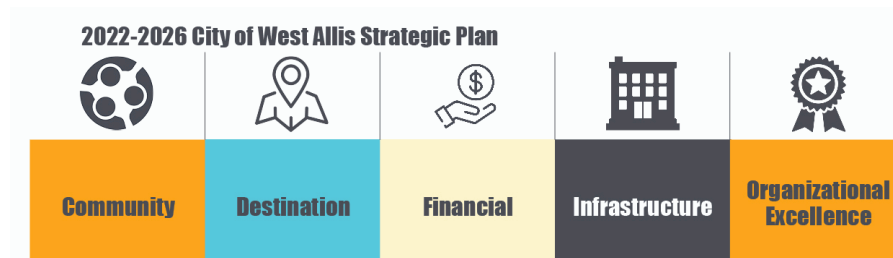 2022-2026 City of West Allis Strategic Plan
$
Community
Destination
Financial
Infrastructure
Organizational
Excellence